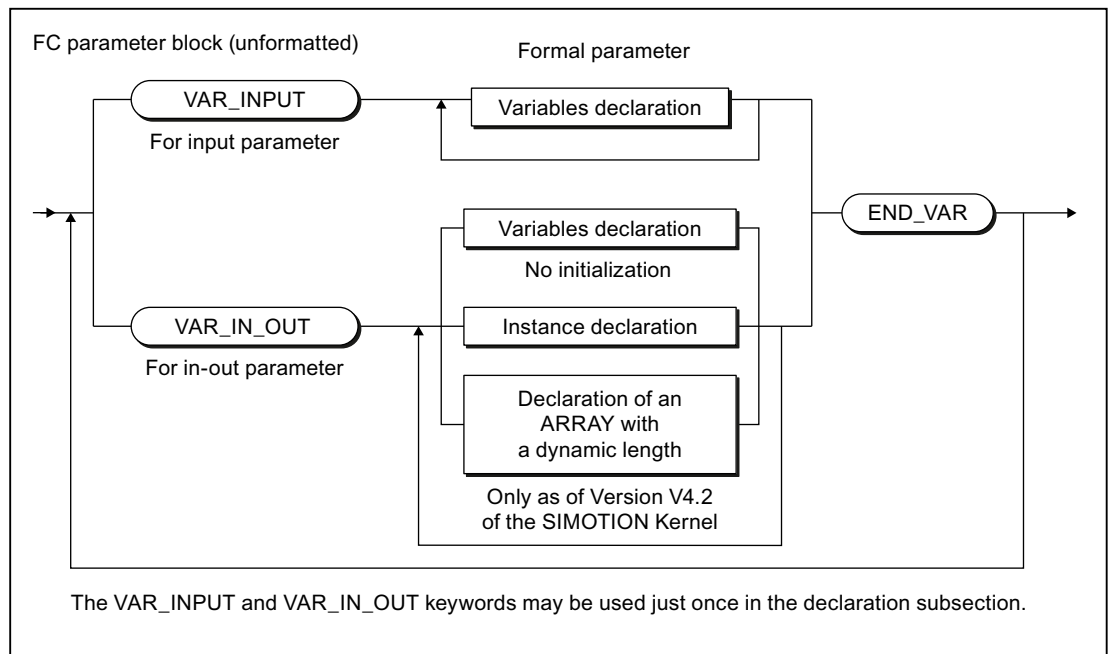 FC parameter block (unformatted)
Formal parameter
VAR_INPUT
Variables declaration
For input parameter
END_VAR
Variables declaration
No initialization
VAR_IN_OUT
Instance declaration
For in-out parameter
Declaration of an
ARRAY with
a dynamic length
Only as of Version V4.2
of the SIMOTION Kernel
The VAR_INPUT and VAR_IN_OUT keywords may be used just once in the declaration subsection.